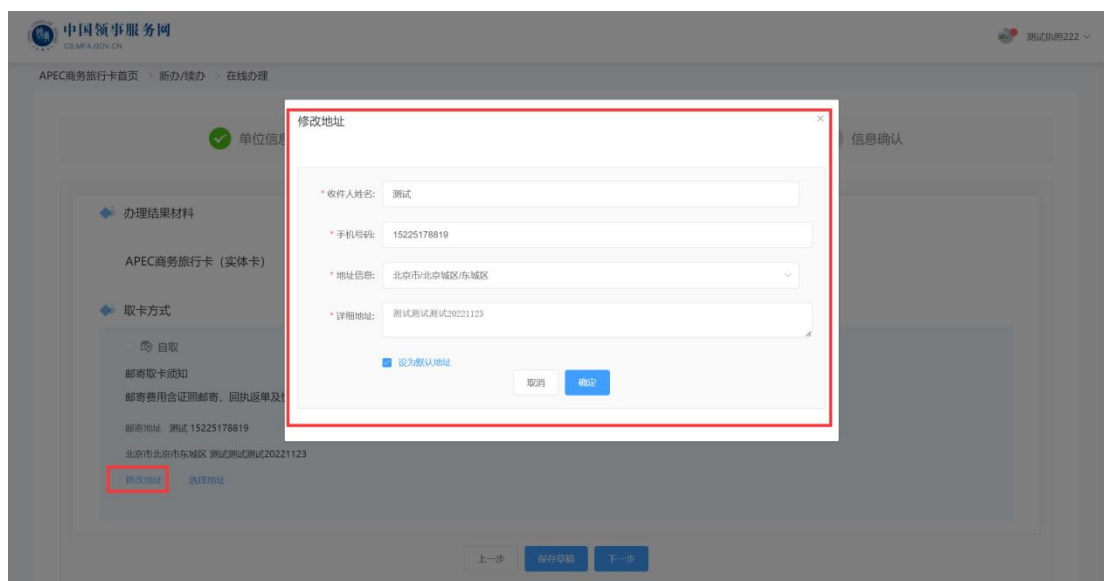 中国领事服务网
CS.MFA.GOV.CN
测试执照222
APEC商务旅行卡首页 > 新办/续办 > 在线办理
单位信息
信息确认
修改地址
×
* 收件人姓名: 测试
* 手机号码: 15225178819
* 地址信息: 北京市/北京城区/东城区
* 详细地址: 测试测试测试20221123
设为默认地址
取消 确定
办理结果材料
APEC商务旅行卡（实体卡）
取卡方式
自取
邮寄取卡须知
邮寄费用含证照邮寄、回执返单及
邮寄地址 测试 15225178819
北京市北京市东城区 测试测试测试20221123
修改地址 选择地址
上一步 保存草稿 下一步